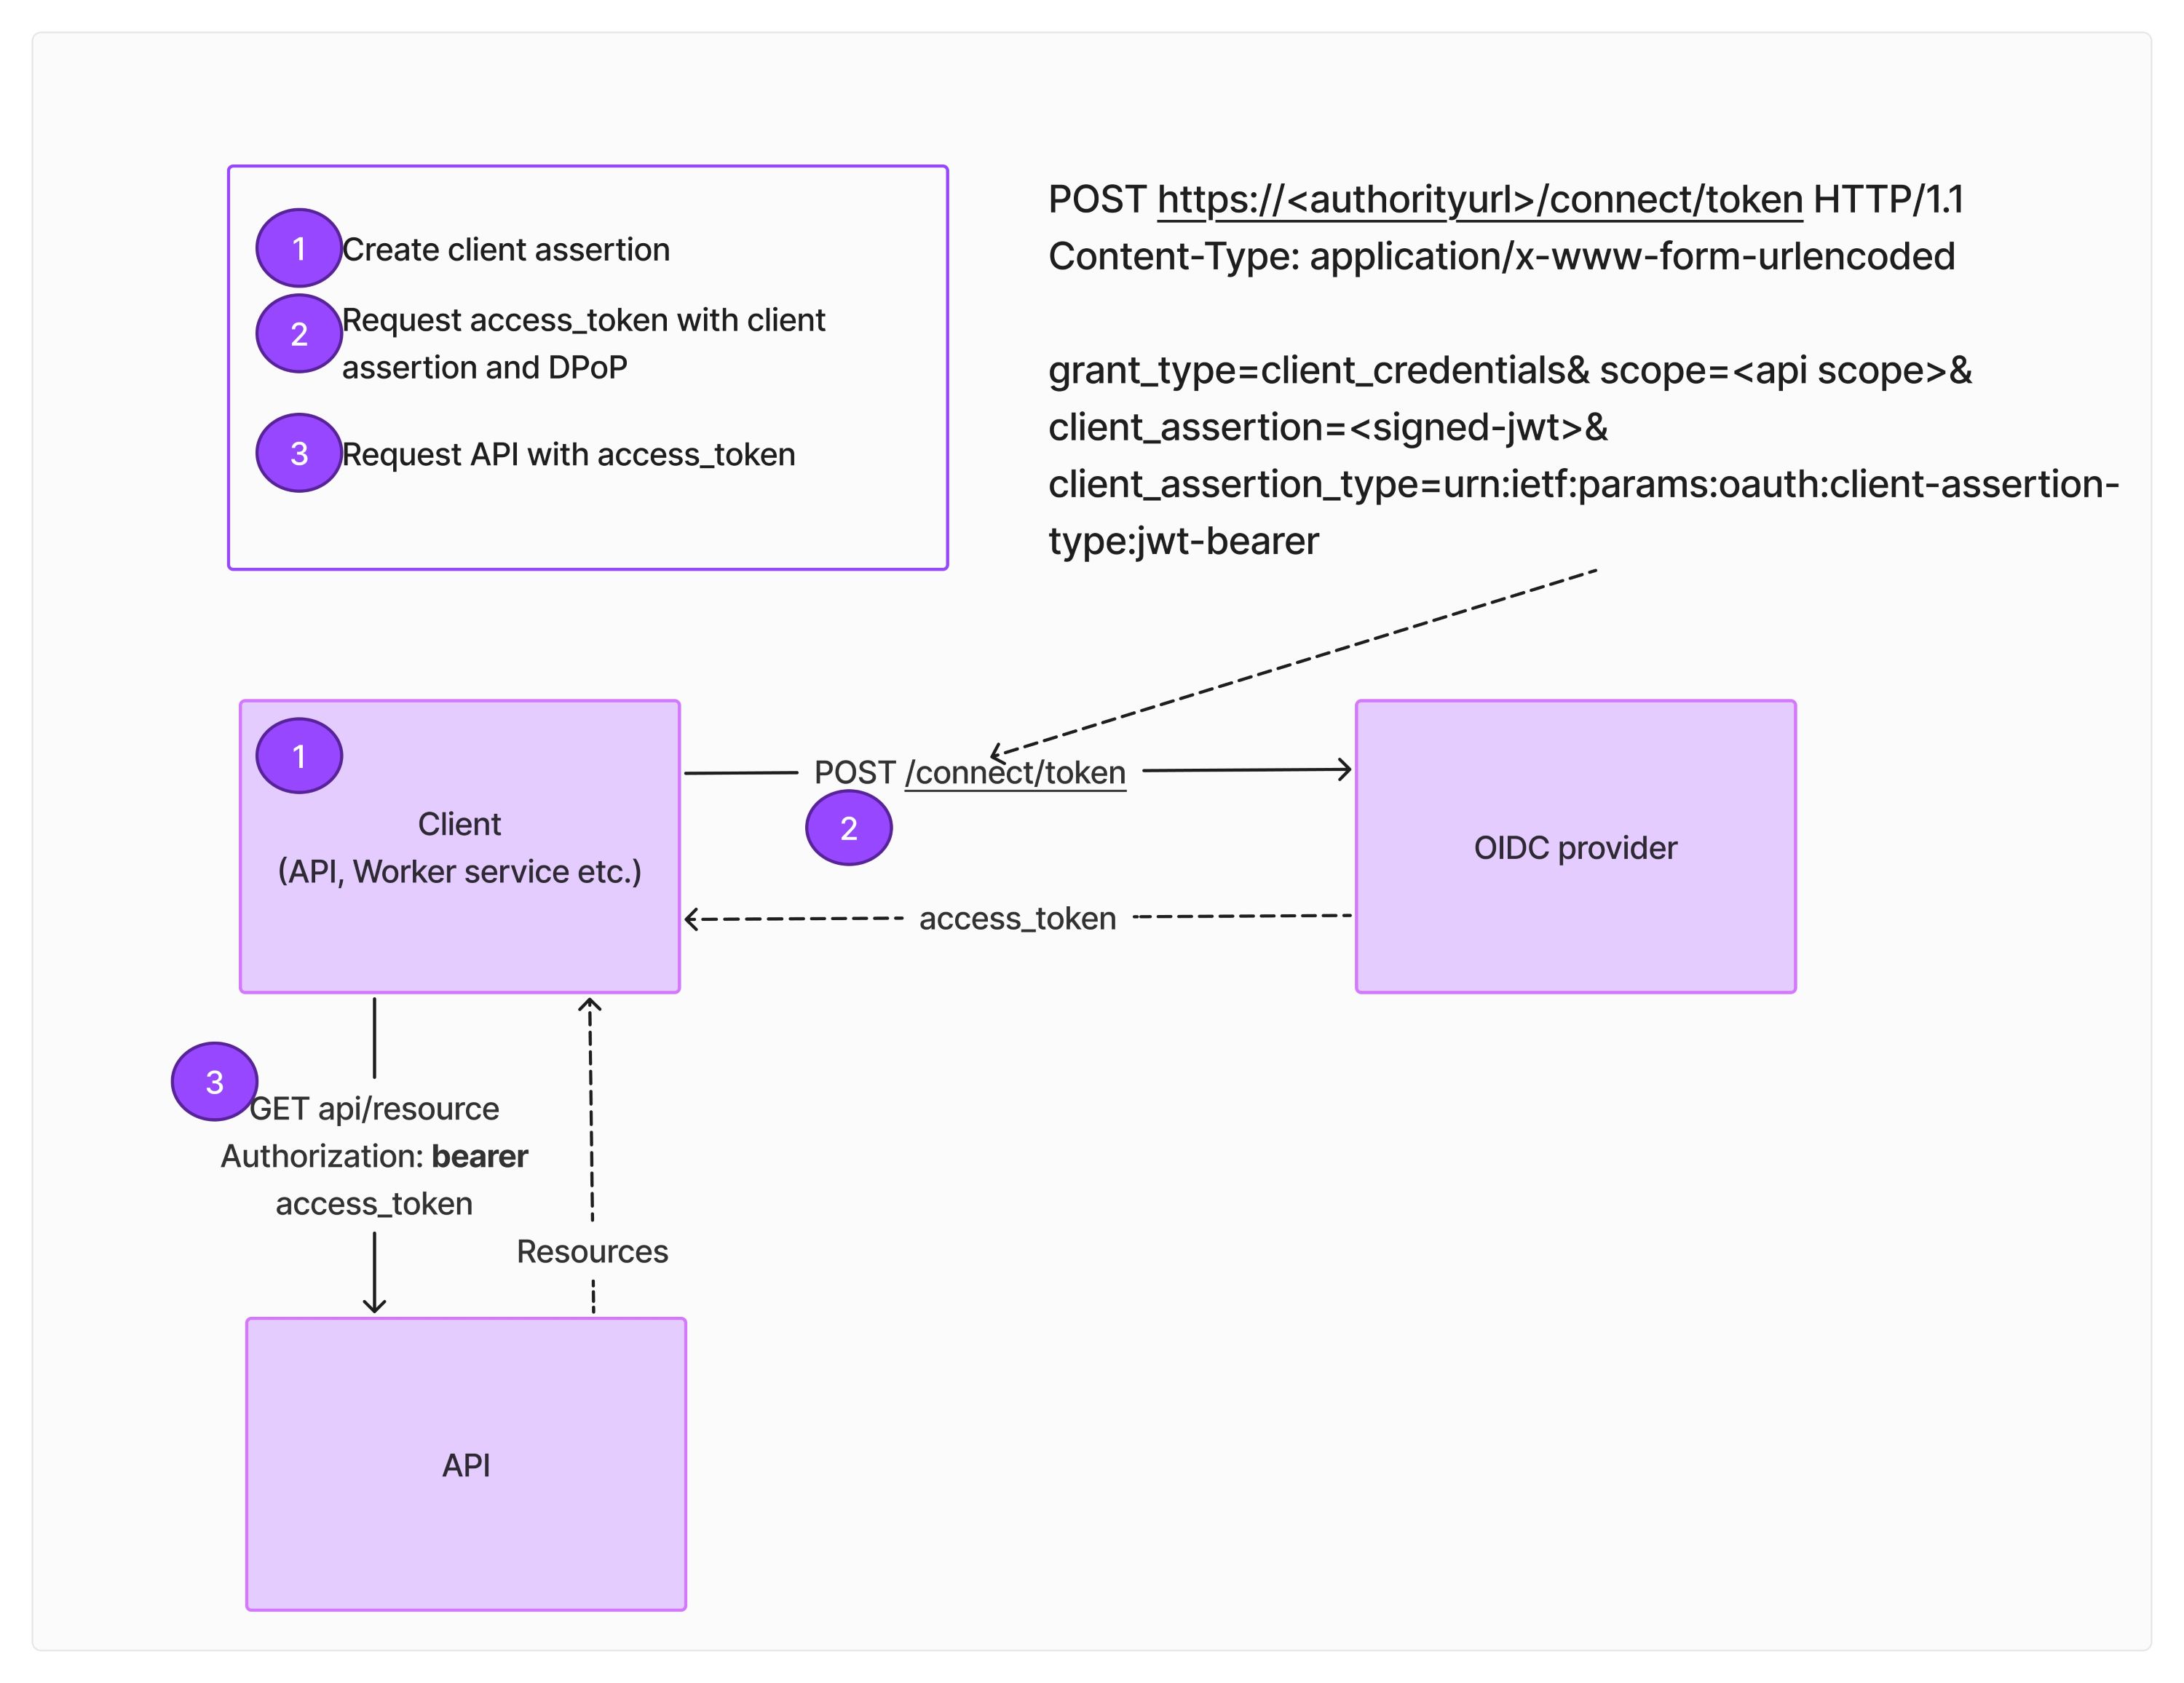 1
Create client assertion
2
Request access_token with client
assertion and DPoP
3
Request API with access_token
POST https://<authorityurl>/connect/token HTTP/1.1
Content-Type: application/x-www-form-urlencoded
grant_type=client_credentials& scope=<api scope>&
client_assertion=<signed-jwt>&
client_assertion_type=urn:ietf:params:oauth:client-assertion-
type:jwt-bearer
1
Client
(API, Worker service etc.)
POST /connect/token
2
access_token
OIDC provider
3
GET api/resource
Authorization: bearer
access_token
Resources
API